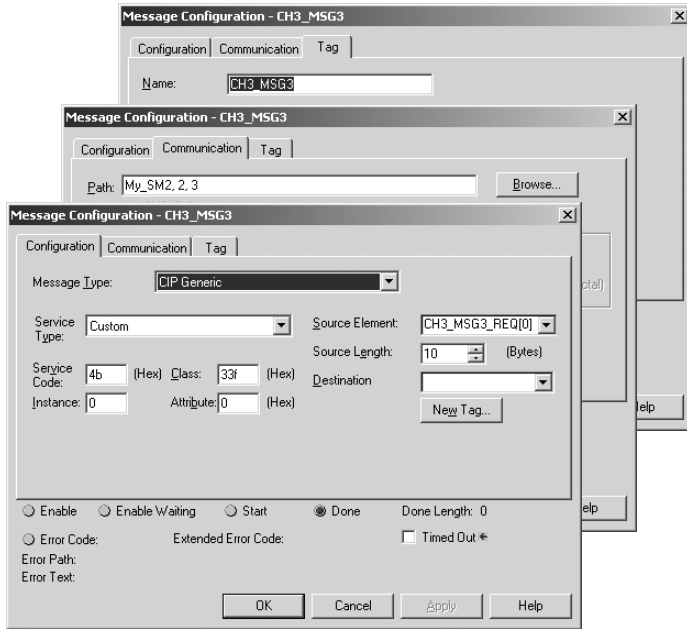 Message Configuration - CH3_MSG3
Configuration Communication Tag
Name: CH3_MSG3
Message Configuration - CH3_MSG3
Configuration Communication Tag
Path: My_SM2, 2, 3 Browse...
Message Configuration - CH3_MSG3
Configuration Communication Tag
Message Type: CIP Generic
Service Type: Custom
Source Element: CH3_MSG3_REQ[0]
Source Length: 10 (Bytes)
Service Code: 4b (Hex) Class: 33f (Hex)
Destination
Instance: 0 Attribute: 0 (Hex)
New Tag...
ctal)
Enable Enable Waiting Start Done Done Length: 0
Error Code: Extended Error Code: Timed Out
Error Path:
Error Text:
OK Cancel Apply Help
elp
Help